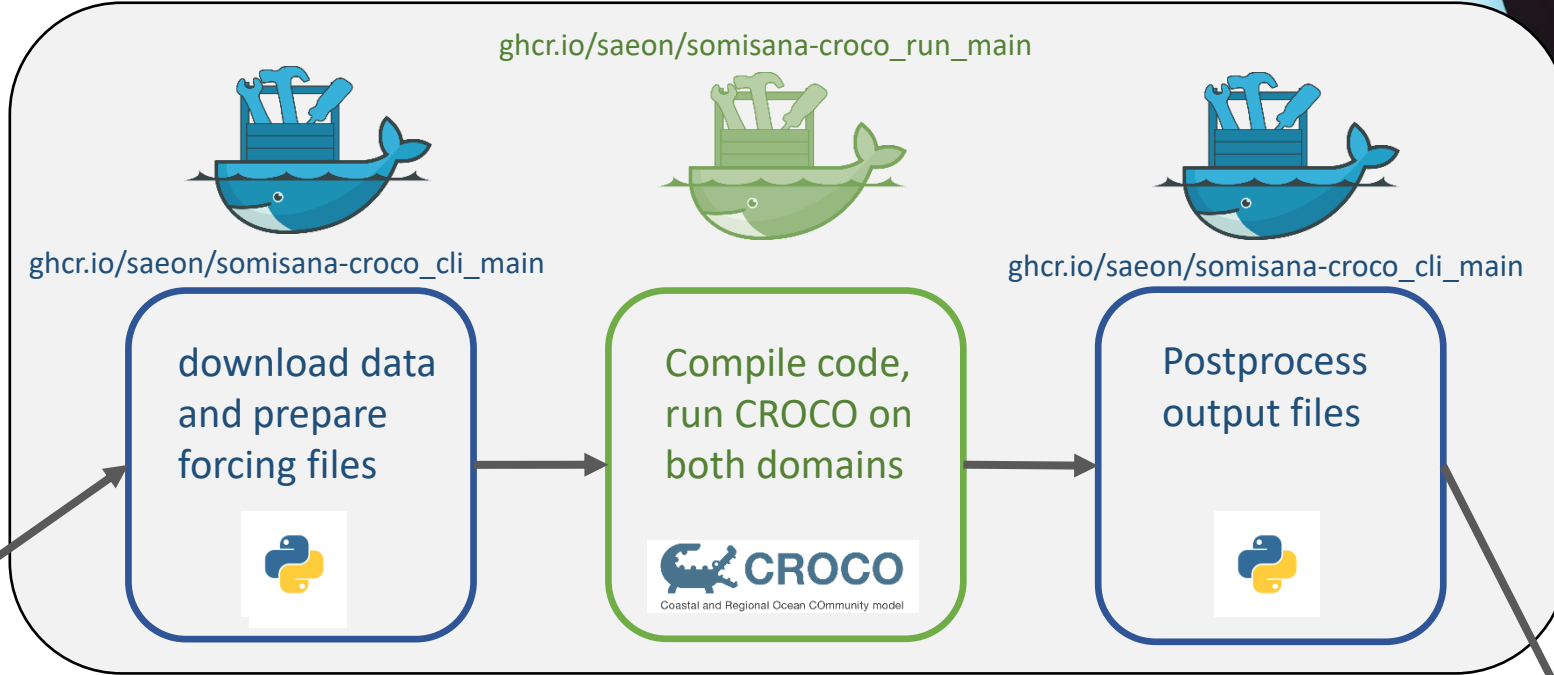 ghcr.io/saeon/somisana-croco_run_main
ghcr.io/saeon/somisana-croco_cli_main
ghcr.io/saeon/somisana-croco_cli_main
download data
and prepare
forcing files
Compile code,
run CROCO on
both domains
CROCO
Coastal and Regional Ocean COmmunity model
Postprocess
output files